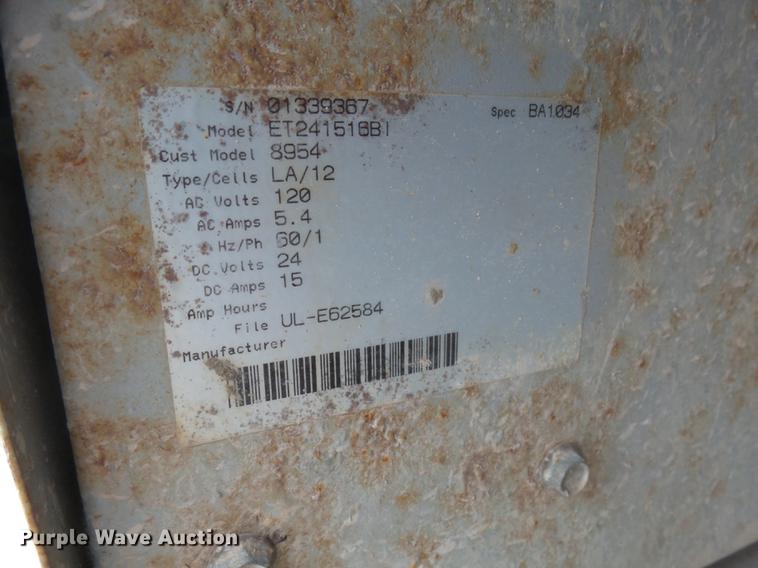 S/N 01339367 Spec BA1034
Model ET241516BI
Cust Model 8954
Type/Cells LA/12
AC Volts 120
AC Amps 5.4
Hz/Ph 60/1
DC Volts 24
DC Amps 15
Amp Hours
File UL-E62584
Manufacturer
Purple Wave Auction